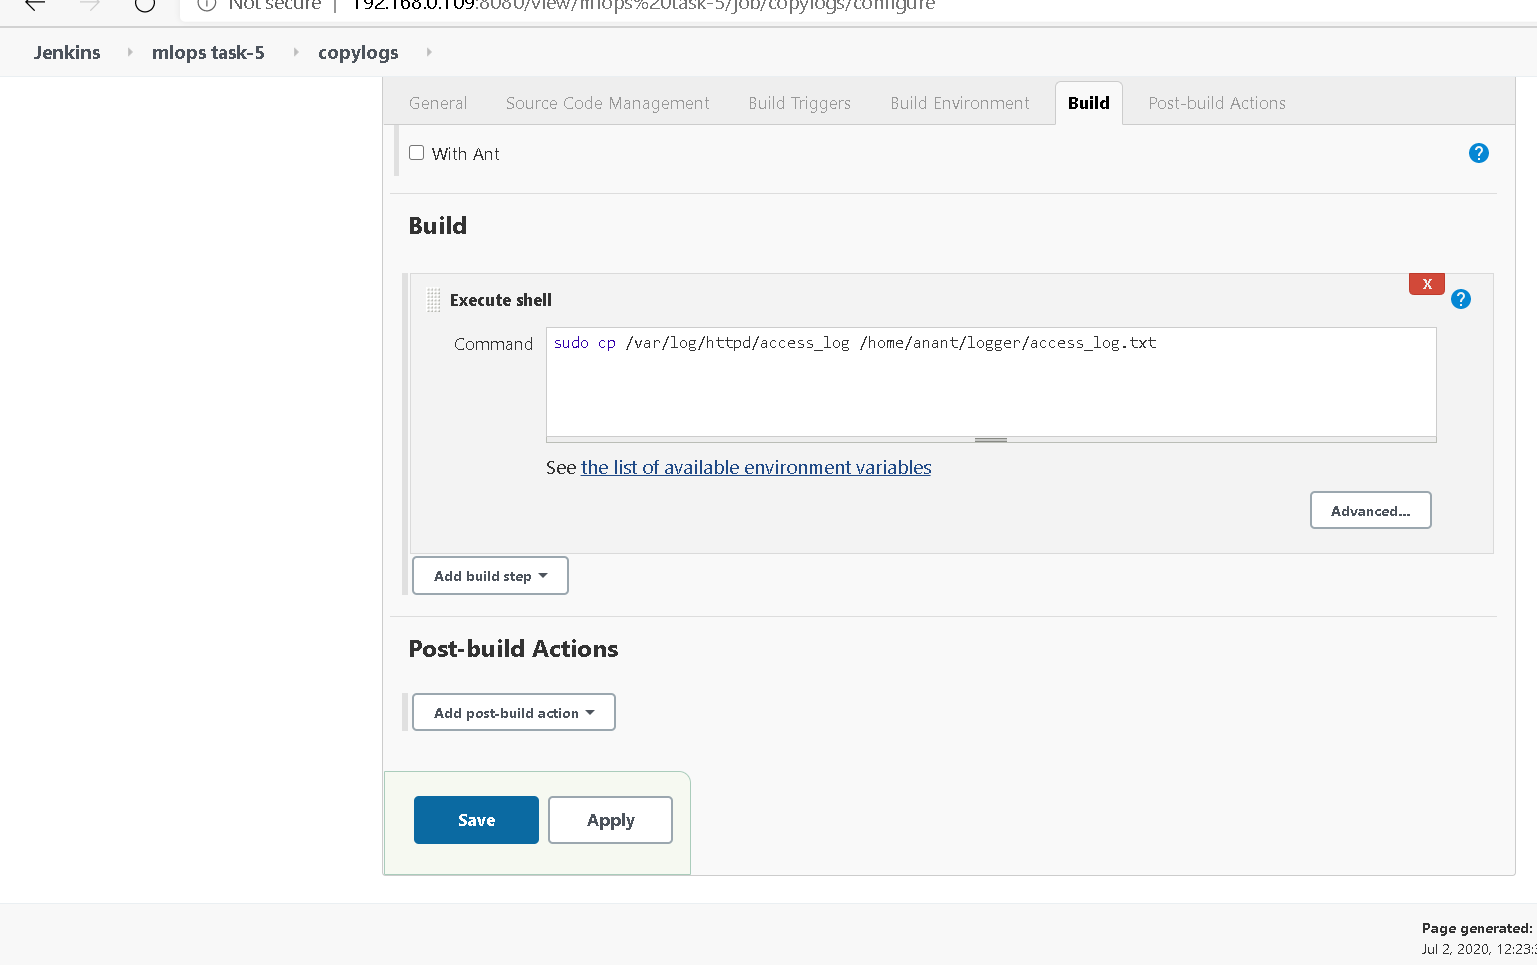 Not secure | 192.168.0.109:8080/view/mlops%20task-5/job/copylogs/configure
Jenkins mlops task-5 copylogs
General Source Code Management Build Triggers Build Environment Build Post-build Actions
With Ant
?
Build
X
Execute shell
?
Command sudo cp /var/log/httpd/access_log /home/anant/logger/access_log.txt
See the list of available environment variables
Advanced...
Add build step
Post-build Actions
Add post-build action
Save Apply
Page generated:
Jul 2, 2020, 12:23: